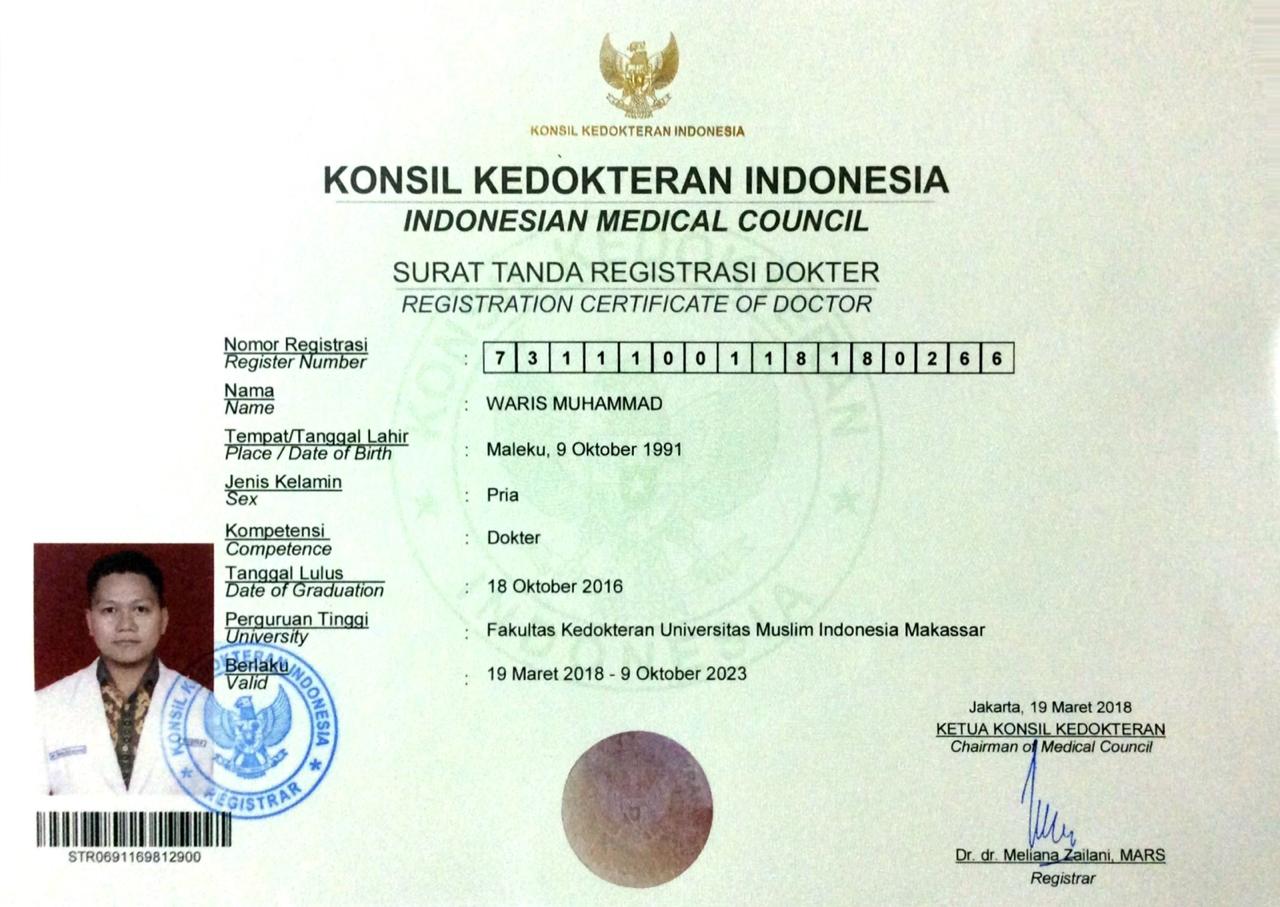 KONSIL KEDOKTERAN INDONESIA
KONSIL KEDOKTERAN INDONESIA
INDONESIAN MEDICAL COUNCIL
SURAT TANDA REGISTRASI DOKTER
REGISTRATION CERTIFICATE OF DOCTOR
Nomor Registrasi
Register Number : 7 3 1 1 1 0 0 1 1 8 1 8 0 2 6 6
Nama
Name : WARIS MUHAMMAD
Tempat/Tanggal Lahir
Place / Date of Birth : Maleku, 9 Oktober 1991
Jenis Kelamin
Sex : Pria
Kompetensi
Competence : Dokter
Tanggal Lulus
Date of Graduation : 18 Oktober 2016
Perguruan Tinggi
University : Fakultas Kedokteran Universitas Muslim Indonesia Makassar
Berlaku
Valid : 19 Maret 2018 - 9 Oktober 2023
KONSIL KEDOKTERAN INDONESIA
REGISTRAR
STR0691169812900
Jakarta, 19 Maret 2018
KETUA KONSIL KEDOKTERAN
Chairman of Medical Council
Dr. dr. Meliana Zailani, MARS
Registrar
KONSIL KEDOKTERAN
INDONESIA